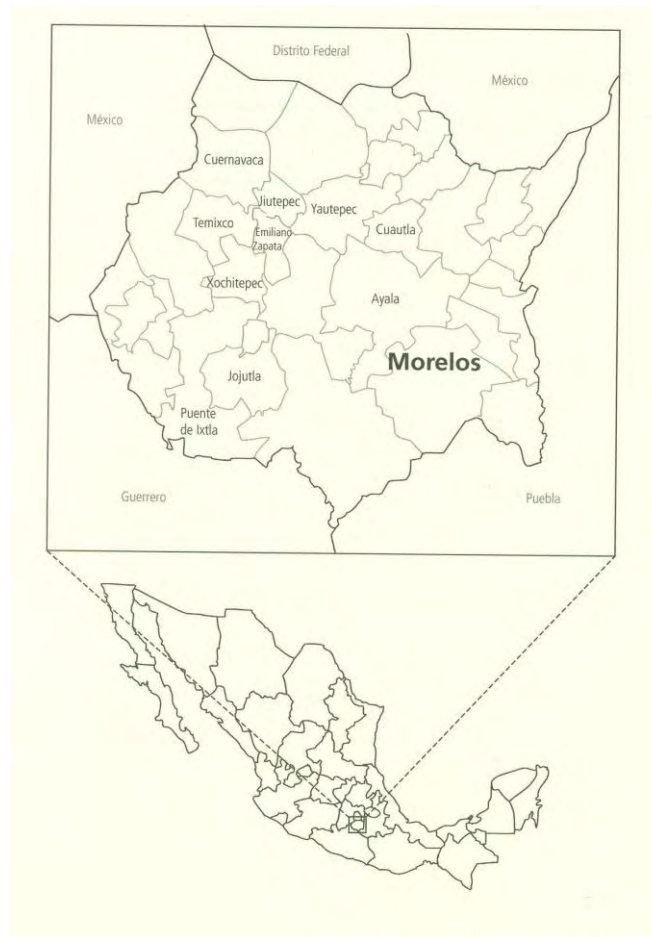 Distrito Federal
México
México
Cuernavaca
Jiutepec
Yautepec
Temixco
Emiliano
Zapata
Cuautla
Xochitepec
Ayala
Morelos
Jojutla
Puente
de Ixtla
Guerrero
Puebla